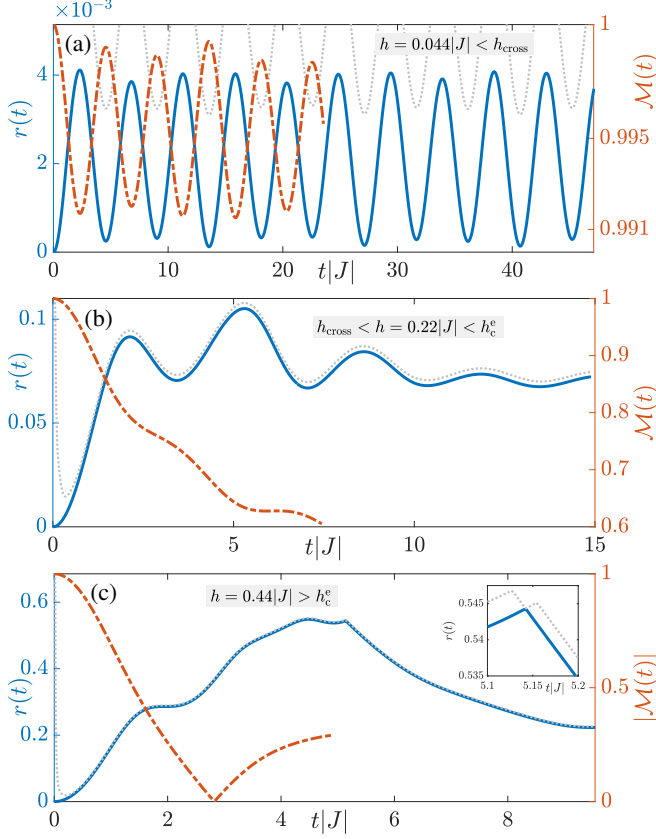 ×10⁻³
(a)
h = 0.044|J| < h_cross
1
4
r(t)
2
0
0.995
0.991
M(t)
0 10 20 30 40
t|J|
(b)
h_cross < h = 0.22|J| < h_c^e
0.1
0.05
0
r(t)
1
0.9
0.8
0.7
0.6
M(t)
0 5 10 15
t|J|
(c)
h = 0.44|J| > h_c^e
0.6
0.4
0.2
0
r(t)
0.545
0.54
0.535
r(t)
5.1 5.15 5.2
t|J|
1
0.5
0
|M(t)|
0 2 4 6 8
t|J|